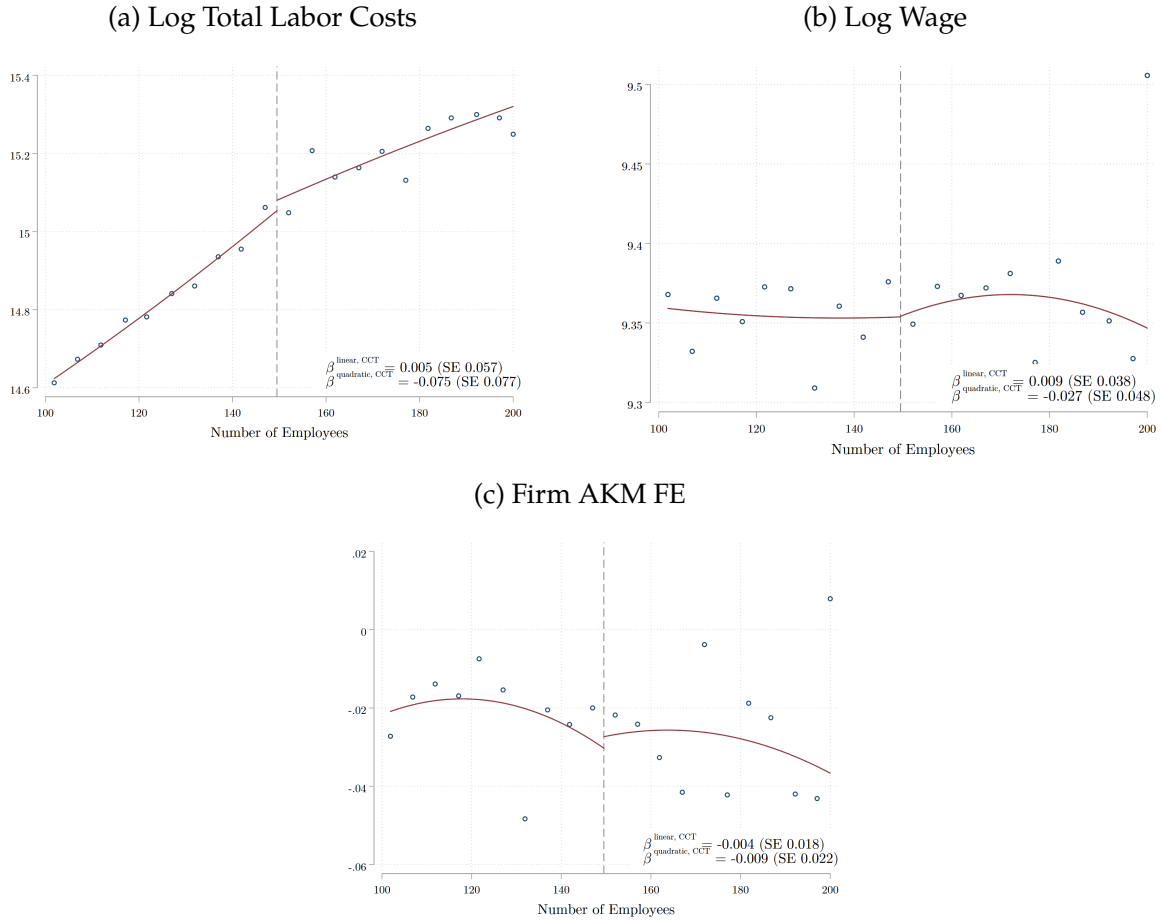 (a) Log Total Labor Costs
15.4
15.2
15
14.8
14.6
100 120 140 160 180 200
Number of Employees
β linear, CCT = 0.005 (SE 0.057)
β quadratic, CCT = -0.075 (SE 0.077)
(b) Log Wage
9.5
9.45
9.4
9.35
9.3
100 120 140 160 180 200
Number of Employees
β linear, CCT = 0.009 (SE 0.038)
β quadratic, CCT = -0.027 (SE 0.048)
(c) Firm AKM FE
.02
0
-.02
-.04
-.06
100 120 140 160 180 200
Number of Employees
β linear, CCT = -0.004 (SE 0.018)
β quadratic, CCT = -0.009 (SE 0.022)